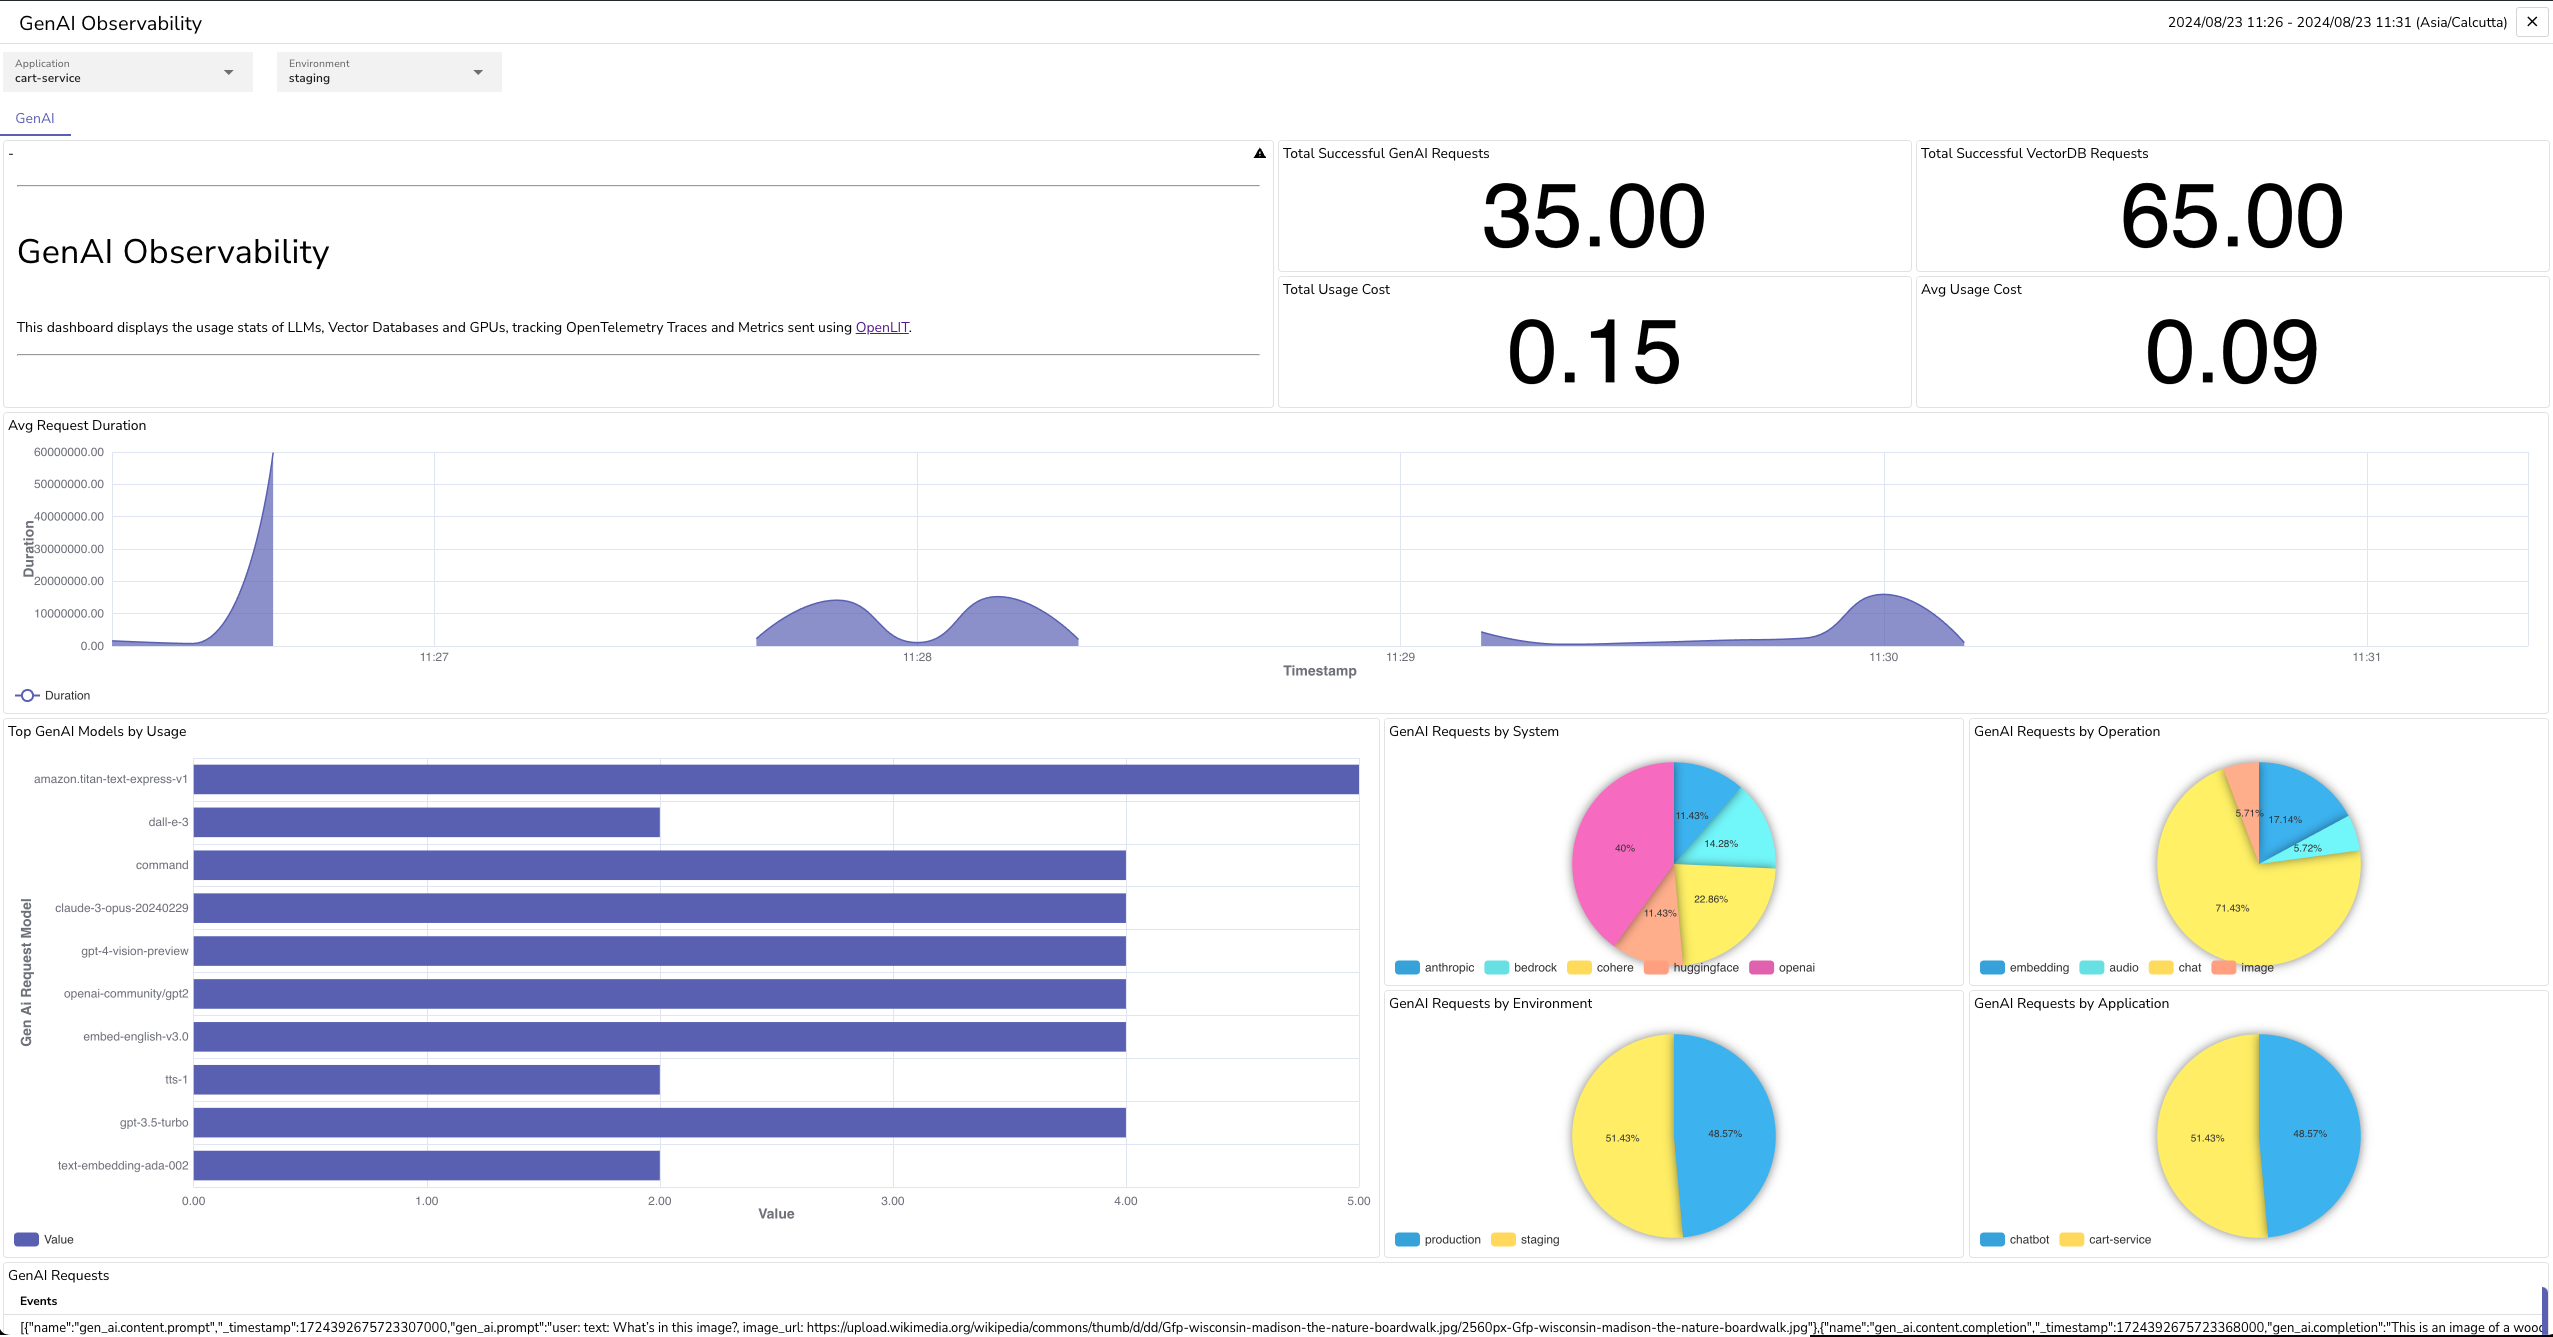 GenAI Observability
2024/08/23 11:26 - 2024/08/23 11:31 (Asia/Calcutta)
Application
cart-service
Environment
staging
GenAI
-
GenAI Observability
This dashboard displays the usage stats of LLMs, Vector Databases and GPUs, tracking OpenTelemetry Traces and Metrics sent using OpenLIT.
Total Successful GenAI Requests
35.00
Total Successful VectorDB Requests
65.00
Total Usage Cost
0.15
Avg Usage Cost
0.09
Avg Request Duration
60000000.00
50000000.00
40000000.00
30000000.00
20000000.00
10000000.00
0.00
Duration
11:27
11:28
11:29
11:30
11:31
Timestamp
Duration
Top GenAI Models by Usage
Gen Ai Request Model
amazon.titan-text-express-v1
dall-e-3
command
claude-3-opus-20240229
gpt-4-vision-preview
openai-community/gpt2
embed-english-v3.0
tts-1
gpt-3.5-turbo
text-embedding-ada-002
0.00
1.00
2.00
3.00
4.00
5.00
Value
Value
GenAI Requests by System
11.43%
14.28%
22.86%
11.43%
40%
anthropic
bedrock
cohere
huggingface
openai
GenAI Requests by Operation
17.14%
5.72%
71.43%
5.71%
embedding
audio
chat
image
GenAI Requests by Environment
51.43%
48.57%
production
staging
GenAI Requests by Application
51.43%
48.57%
chatbot
cart-service
GenAI Requests
Events
[{"name":"gen_ai.content.prompt","_timestamp":1724392675723307000,"gen_ai.prompt":"user: text: What's in this image?, image_url: https://upload.wikimedia.org/wikipedia/commons/thumb/d/dd/Gfp-wisconsin-madison-the-nature-boardwalk.jpg/2560px-Gfp-wisconsin-madison-the-nature-boardwalk.jpg"},{"name":"gen_ai.content.completion","_timestamp":1724392675723368000,"gen_ai.completion":"This is an image of a wood